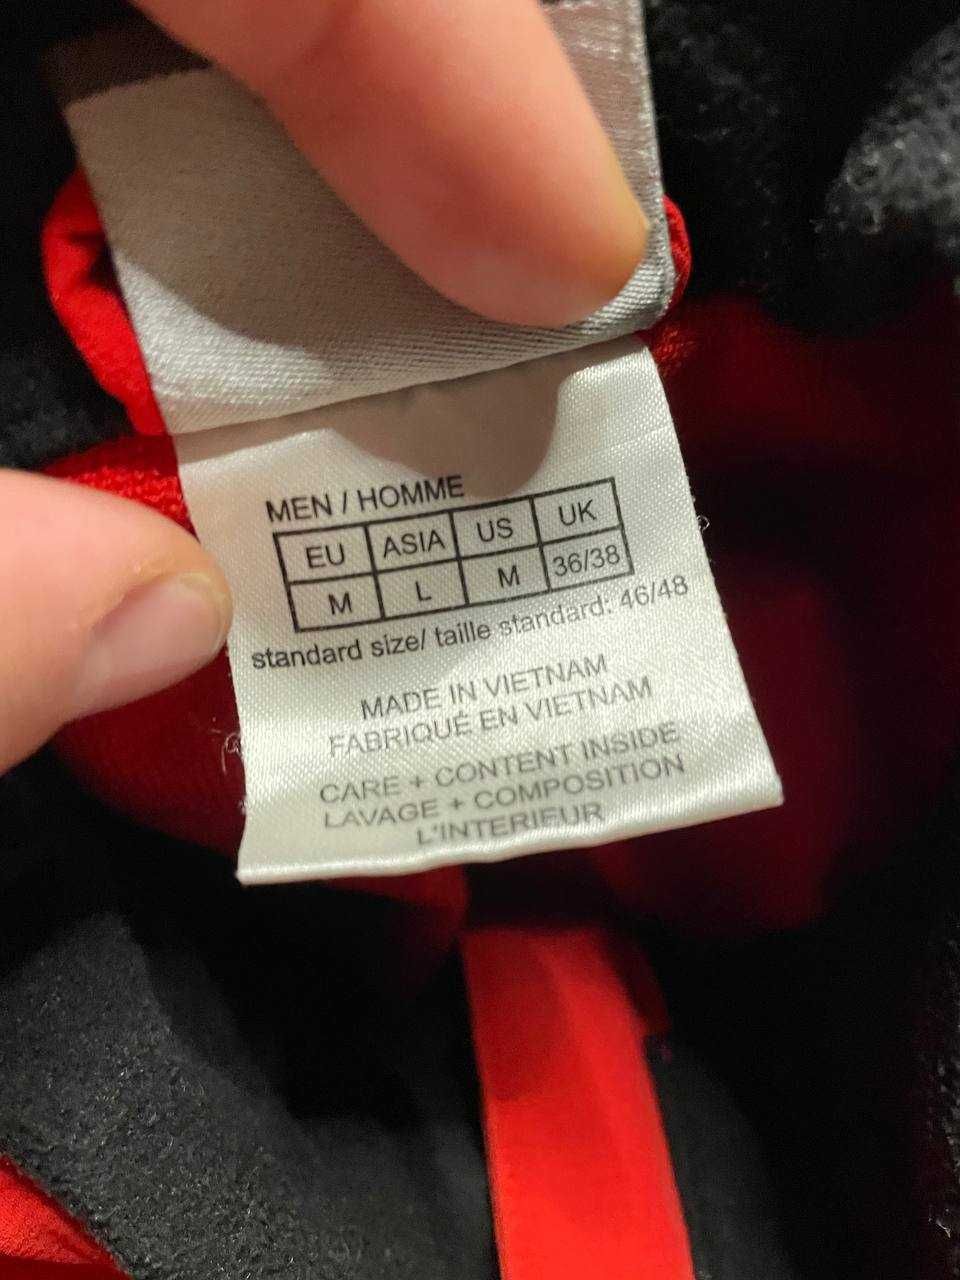 MEN / HOMME
EU ASIA US UK
M L M 36/38
standard size/ taille standard: 46/48
MADE IN VIETNAM
FABRIQUÉ EN VIETNAM
CARE + CONTENT INSIDE
LAVAGE + COMPOSITION
L'INTERIEUR